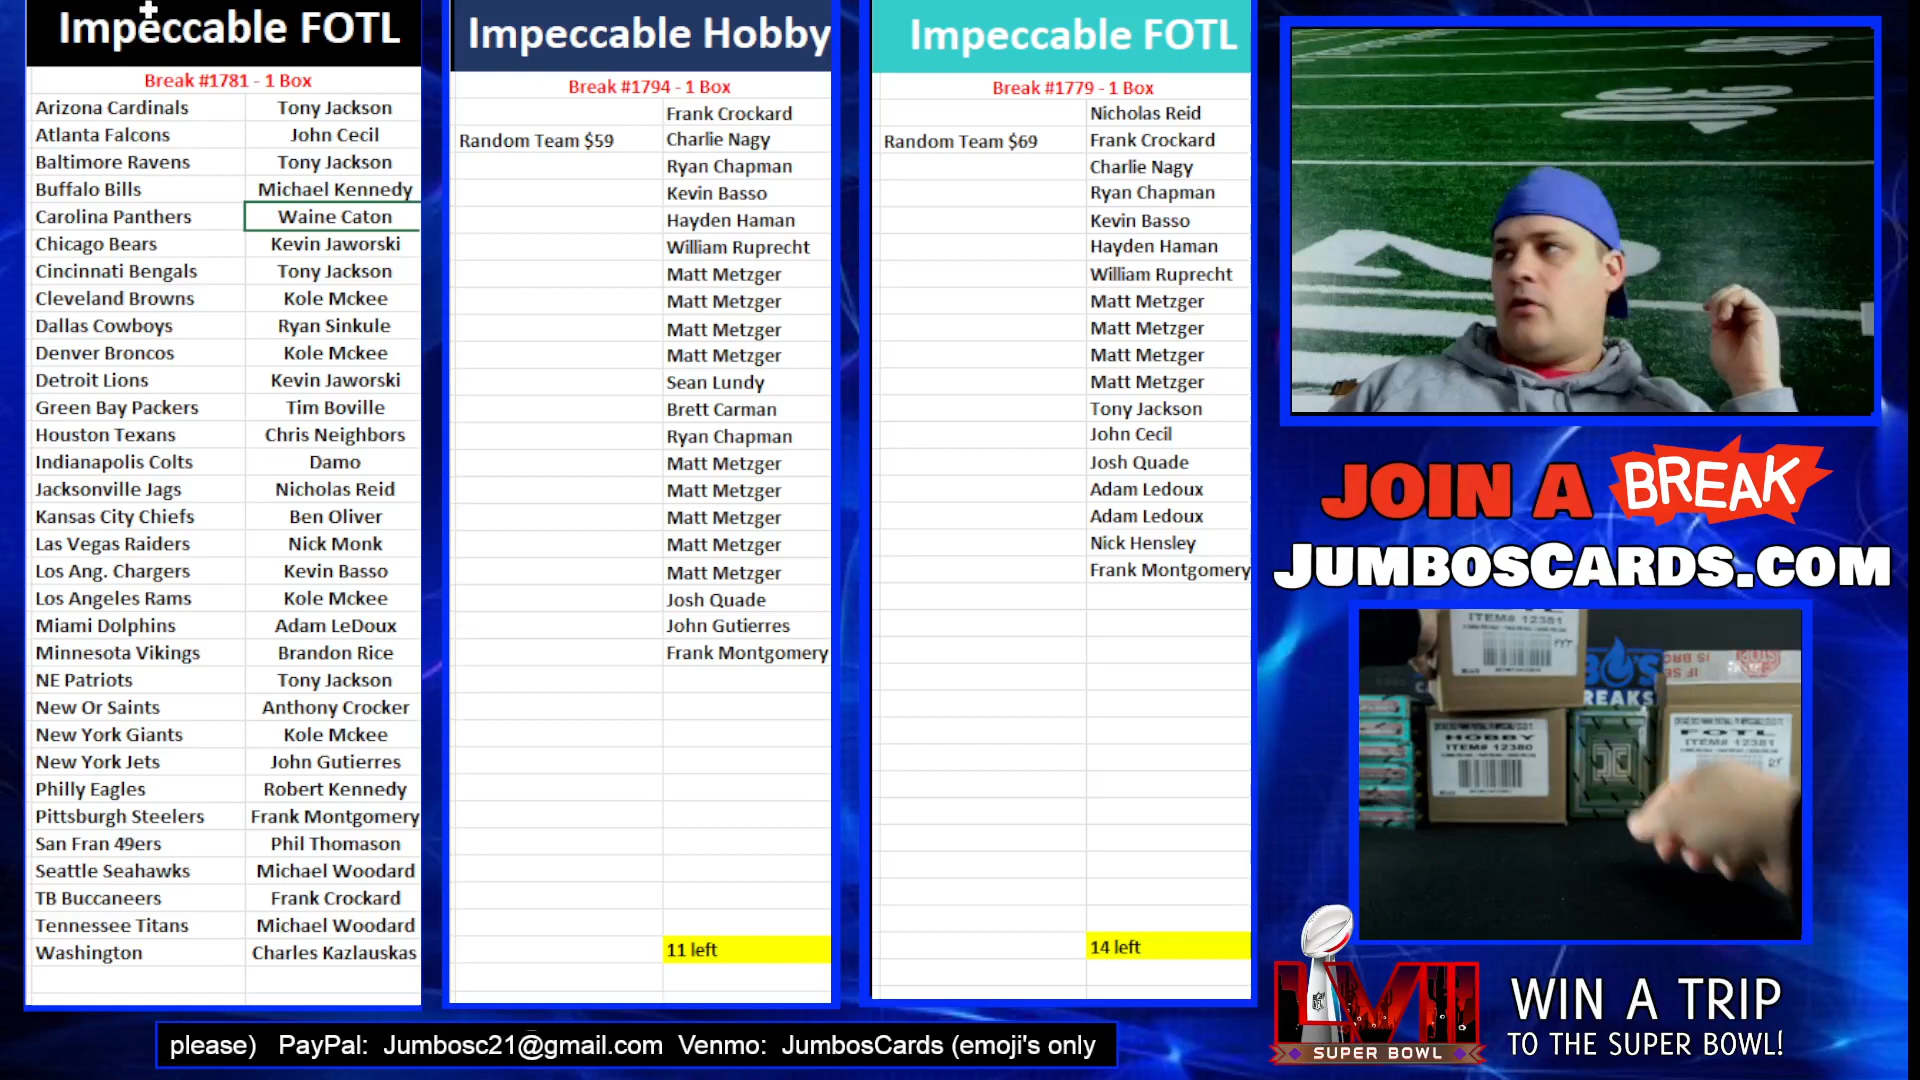 Impeccable FOTL
Break #1781 - 1 Box
Arizona Cardinals Tony Jackson
Atlanta Falcons John Cecil
Baltimore Ravens Tony Jackson
Buffalo Bills Michael Kennedy
Carolina Panthers Waine Caton
Chicago Bears Kevin Jaworski
Cincinnati Bengals Tony Jackson
Cleveland Browns Kole Mckee
Dallas Cowboys Ryan Sinkule
Denver Broncos Kole Mckee
Detroit Lions Kevin Jaworski
Green Bay Packers Tim Boville
Houston Texans Chris Neighbors
Indianapolis Colts Damo
Jacksonville Jags Nicholas Reid
Kansas City Chiefs Ben Oliver
Las Vegas Raiders Nick Monk
Los Ang. Chargers Kevin Basso
Los Angeles Rams Kole Mckee
Miami Dolphins Adam LeDoux
Minnesota Vikings Brandon Rice
NE Patriots Tony Jackson
New Or Saints Anthony Crocker
New York Giants Kole Mckee
New York Jets John Gutierres
Philly Eagles Robert Kennedy
Pittsburgh Steelers Frank Montgomery
San Fran 49ers Phil Thomason
Seattle Seahawks Michael Woodard
TB Buccaneers Frank Crockard
Tennessee Titans Michael Woodard
Washington Charles Kazlauskas
Impeccable Hobby
Break #1794 - 1 Box
Frank Crockard
Random Team $59 Charlie Nagy
Ryan Chapman
Kevin Basso
Hayden Haman
William Ruprecht
Matt Metzger
Matt Metzger
Matt Metzger
Matt Metzger
Sean Lundy
Brett Carman
Ryan Chapman
Matt Metzger
Matt Metzger
Matt Metzger
Matt Metzger
Matt Metzger
Josh Quade
John Gutierres
Frank Montgomery
11 left
Impeccable FOTL
Break #1779 - 1 Box
Nicholas Reid
Random Team $69 Frank Crockard
Charlie Nagy
Ryan Chapman
Kevin Basso
Hayden Haman
William Ruprecht
Matt Metzger
Matt Metzger
Matt Metzger
Matt Metzger
Tony Jackson
John Cecil
Josh Quade
Adam Ledoux
Adam Ledoux
Nick Hensley
Frank Montgomery
14 left
JOIN A BREAK
JUMBOSCARDS.COM
ITEM# 12381
HOBBY
ITEM# 12380
FOTL
ITEM# 12381
REAKS
LVII
NFL
SUPER BOWL
WIN A TRIP
TO THE SUPER BOWL!
please) PayPal: Jumbosc21@gmail.com Venmo: JumbosCards (emoji's only